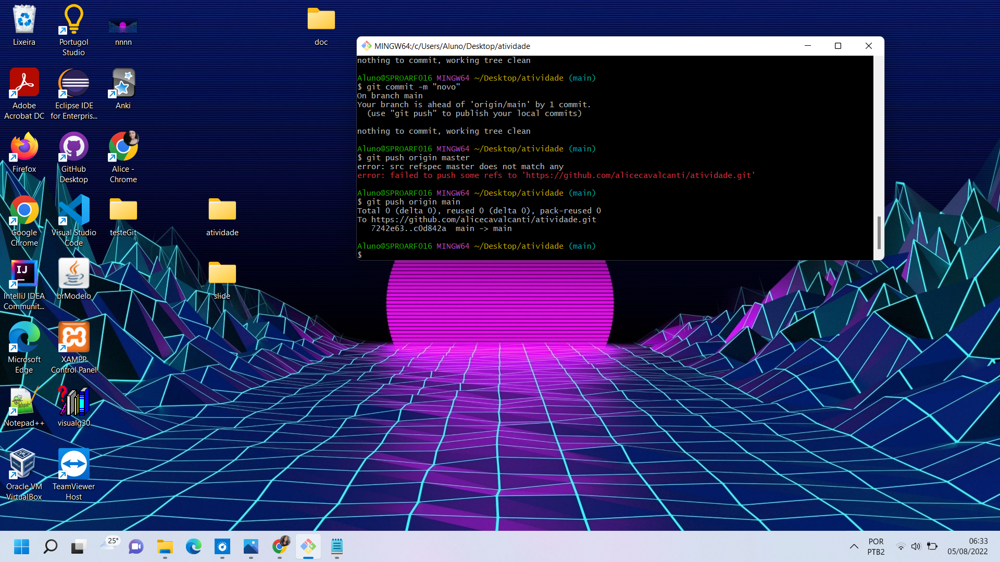 Lixeira
Portugol
Studio
nnnn
doc
Adobe
Acrobat DC
Eclipse IDE
for Enterpris...
Anki
Firefox
GitHub
Desktop
Alice -
Chrome
Google
Chrome
Visual Studio
Code
testeGit
atividade
IntelliJ IDEA
Communit...
brModelo
slide
Microsoft
Edge
XAMPP
Control Panel
Notepad++
visualg30
Oracle VM
VirtualBox
TeamViewer
Host
MINGW64:/c/Users/Aluno/Desktop/atividade
nothing to commit, working tree clean
Aluno@SPROARF016 MINGW64 ~/Desktop/atividade (main)
$ git commit -m "novo"
On branch main
Your branch is ahead of 'origin/main' by 1 commit.
(use "git push" to publish your local commits)
nothing to commit, working tree clean
Aluno@SPROARF016 MINGW64 ~/Desktop/atividade (main)
$ git push origin master
error: src refspec master does not match any
error: failed to push some refs to 'https://github.com/alicecavalcanti/atividade.git'
Aluno@SPROARF016 MINGW64 ~/Desktop/atividade (main)
$ git push origin main
Total 0 (delta 0), reused 0 (delta 0), pack-reused 0
To https://github.com/alicecavalcanti/atividade.git
7242e63..c0d842a  main -> main
Aluno@SPROARF016 MINGW64 ~/Desktop/atividade (main)
$
IJ
25°
POR
PTB2
06:33
05/08/2022